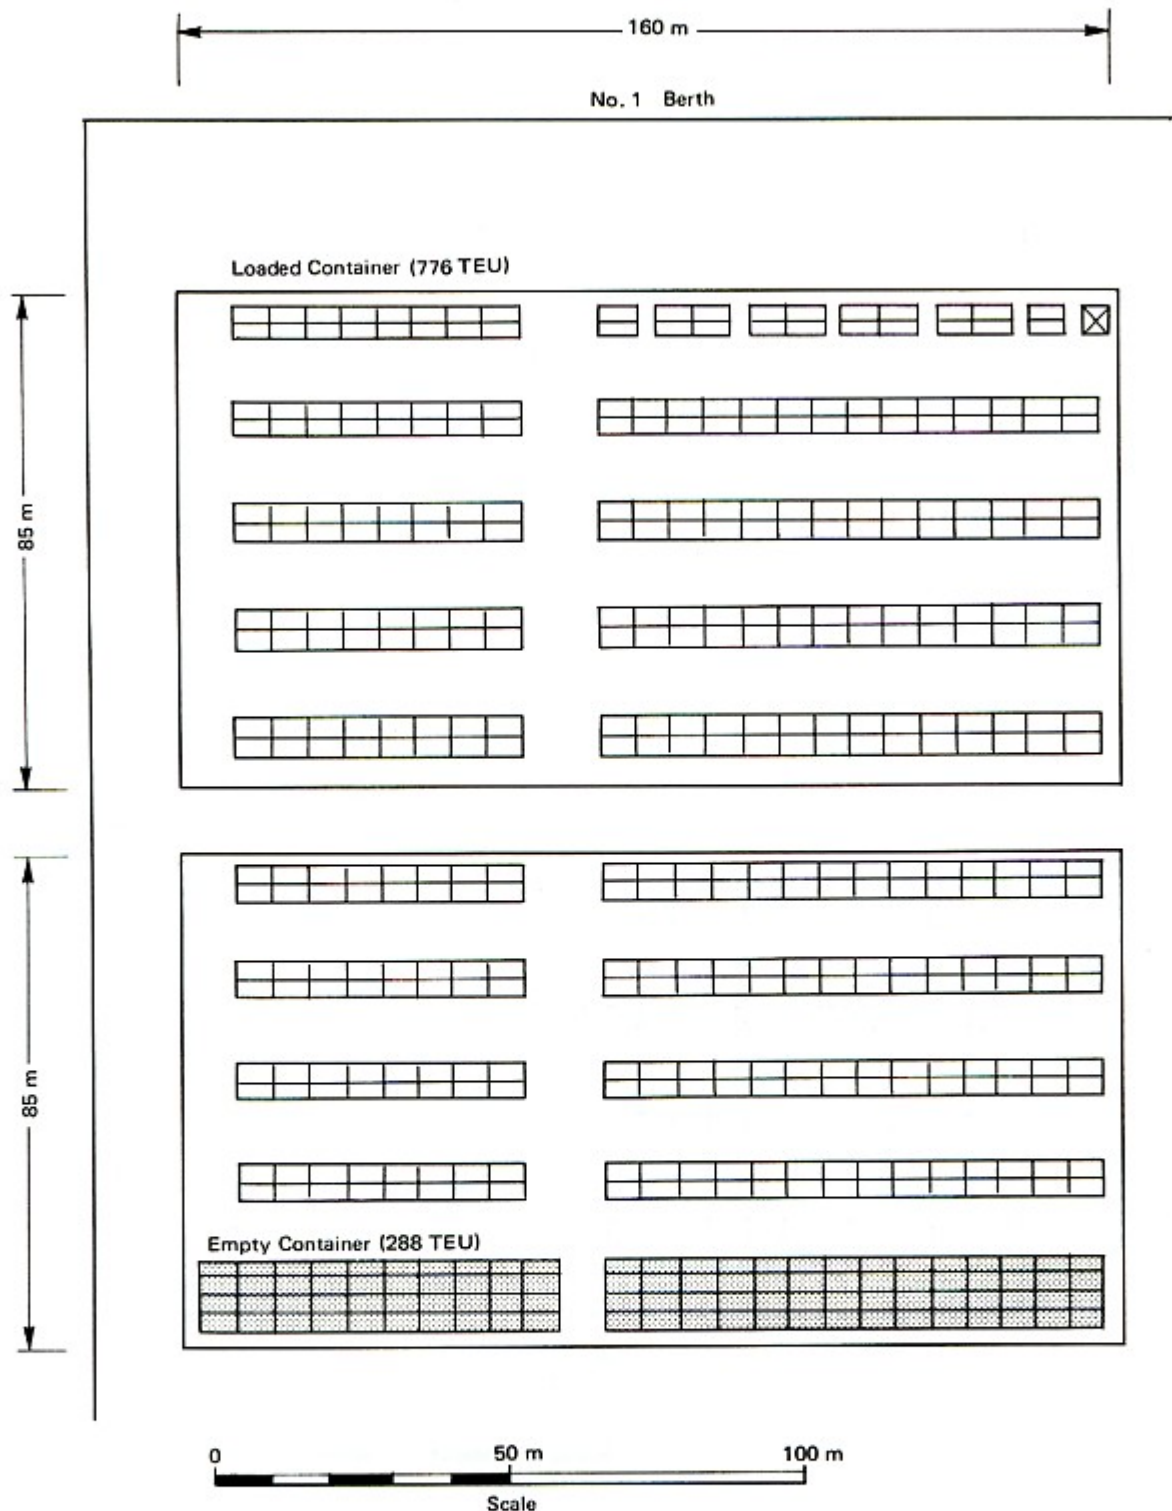 160 m
No. 1 Berth
Loaded Container (776 TEU)
85 m
85 m
Empty Container (288 TEU)
0 50 m 100 m
Scale